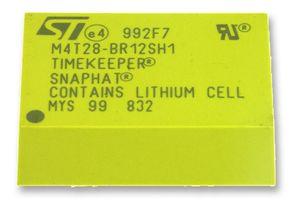 ST e4 992F7
M4T28-BR12SH1
TIMEKEEPER®
SNAPHAT®
CONTAINS LITHIUM CELL
MYS 99 832